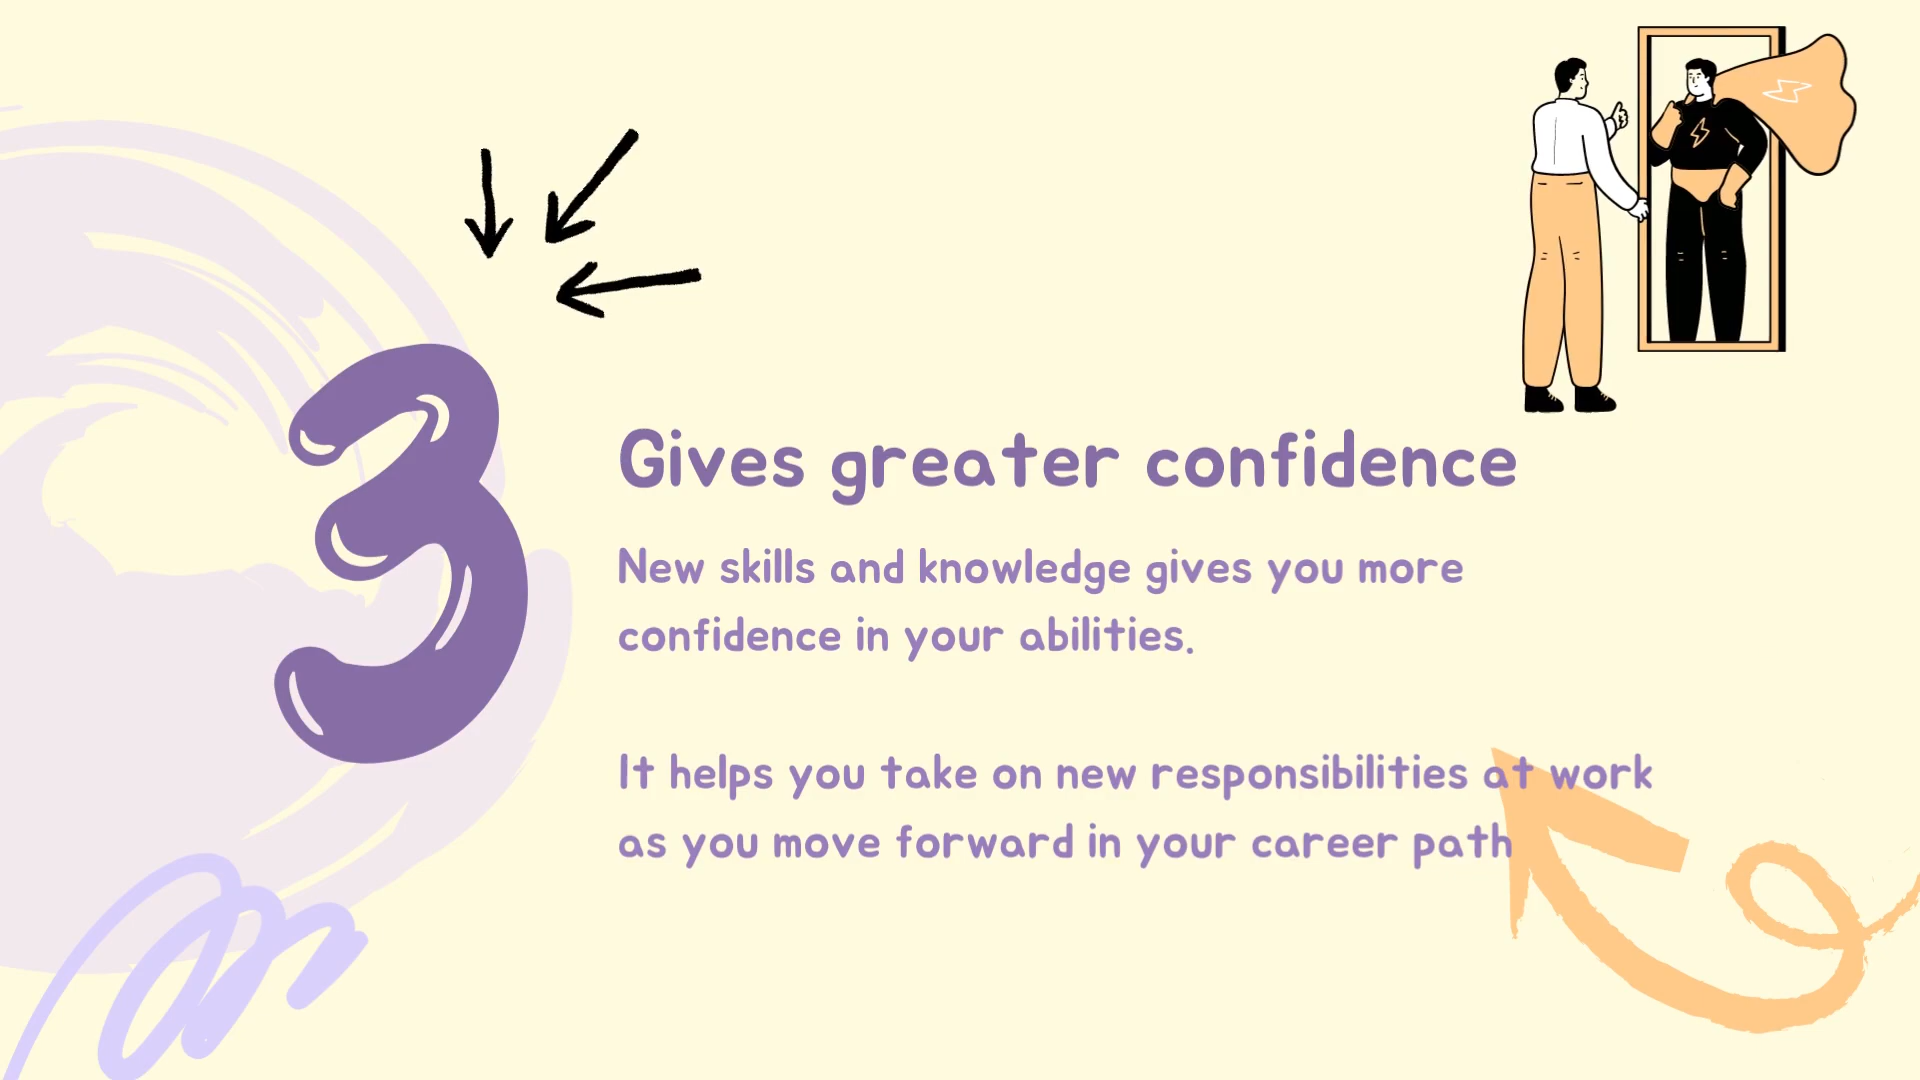 3
Gives greater confidence
New skills and knowledge gives you more
confidence in your abilities.
It helps you take on new responsibilities at work
as you move forward in your career path